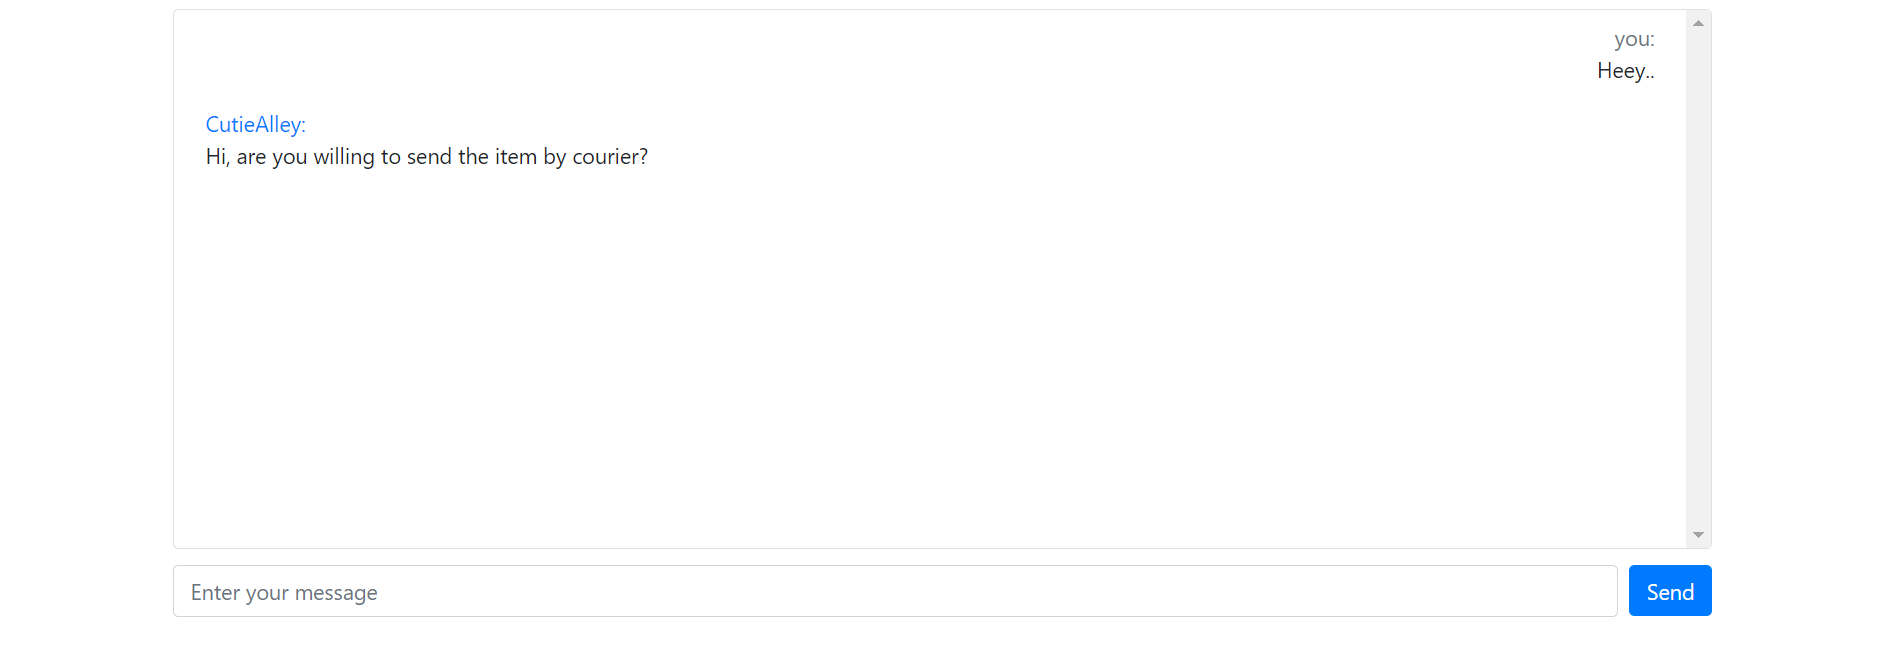 you:
Heey..
CutieAlley:
Hi, are you willing to send the item by courier?
Enter your message
Send